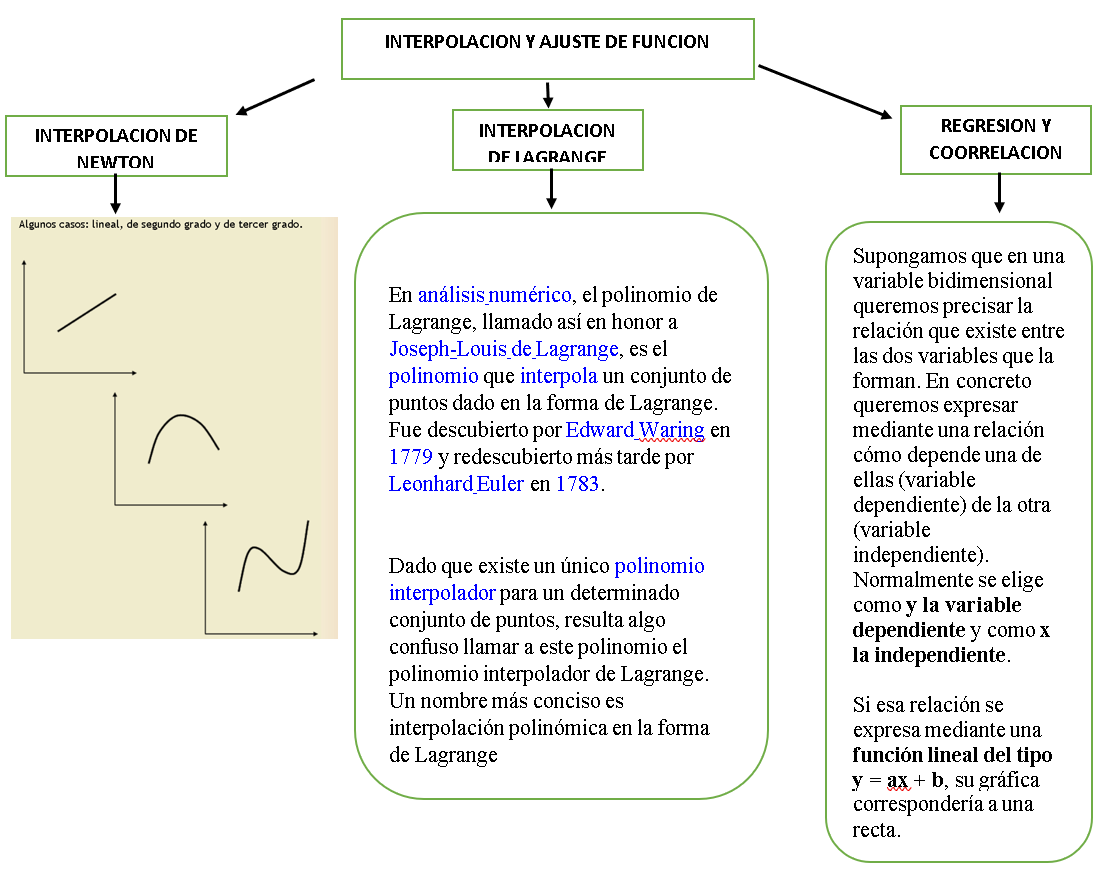 INTERPOLACION Y AJUSTE DE FUNCION
INTERPOLACION DE
NEWTON
Algunos casos: lineal, de segundo grado y de tercer grado.
INTERPOLACION
DE LAGRANGE
En análisis numérico, el polinomio de
Lagrange, llamado así en honor a
Joseph-Louis de Lagrange, es el
polinomio que interpola un conjunto de
puntos dado en la forma de Lagrange.
Fue descubierto por Edward Waring en
1779 y redescubierto más tarde por
Leonhard Euler en 1783.
Dado que existe un único polinomio
interpolador para un determinado
conjunto de puntos, resulta algo
confuso llamar a este polinomio el
polinomio interpolador de Lagrange.
Un nombre más conciso es
interpolación polinómica en la forma
de Lagrange
REGRESION Y
COORRELACION
Supongamos que en una
variable bidimensional
queremos precisar la
relación que existe entre
las dos variables que la
forman. En concreto
queremos expresar
mediante una relación
cómo depende una de
ellas (variable
dependiente) de la otra
(variable
independiente).
Normalmente se elige
como y la variable
dependiente y como x
la independiente.
Si esa relación se
expresa mediante una
función lineal del tipo
y = ax + b, su gráfica
correspondería a una
recta.